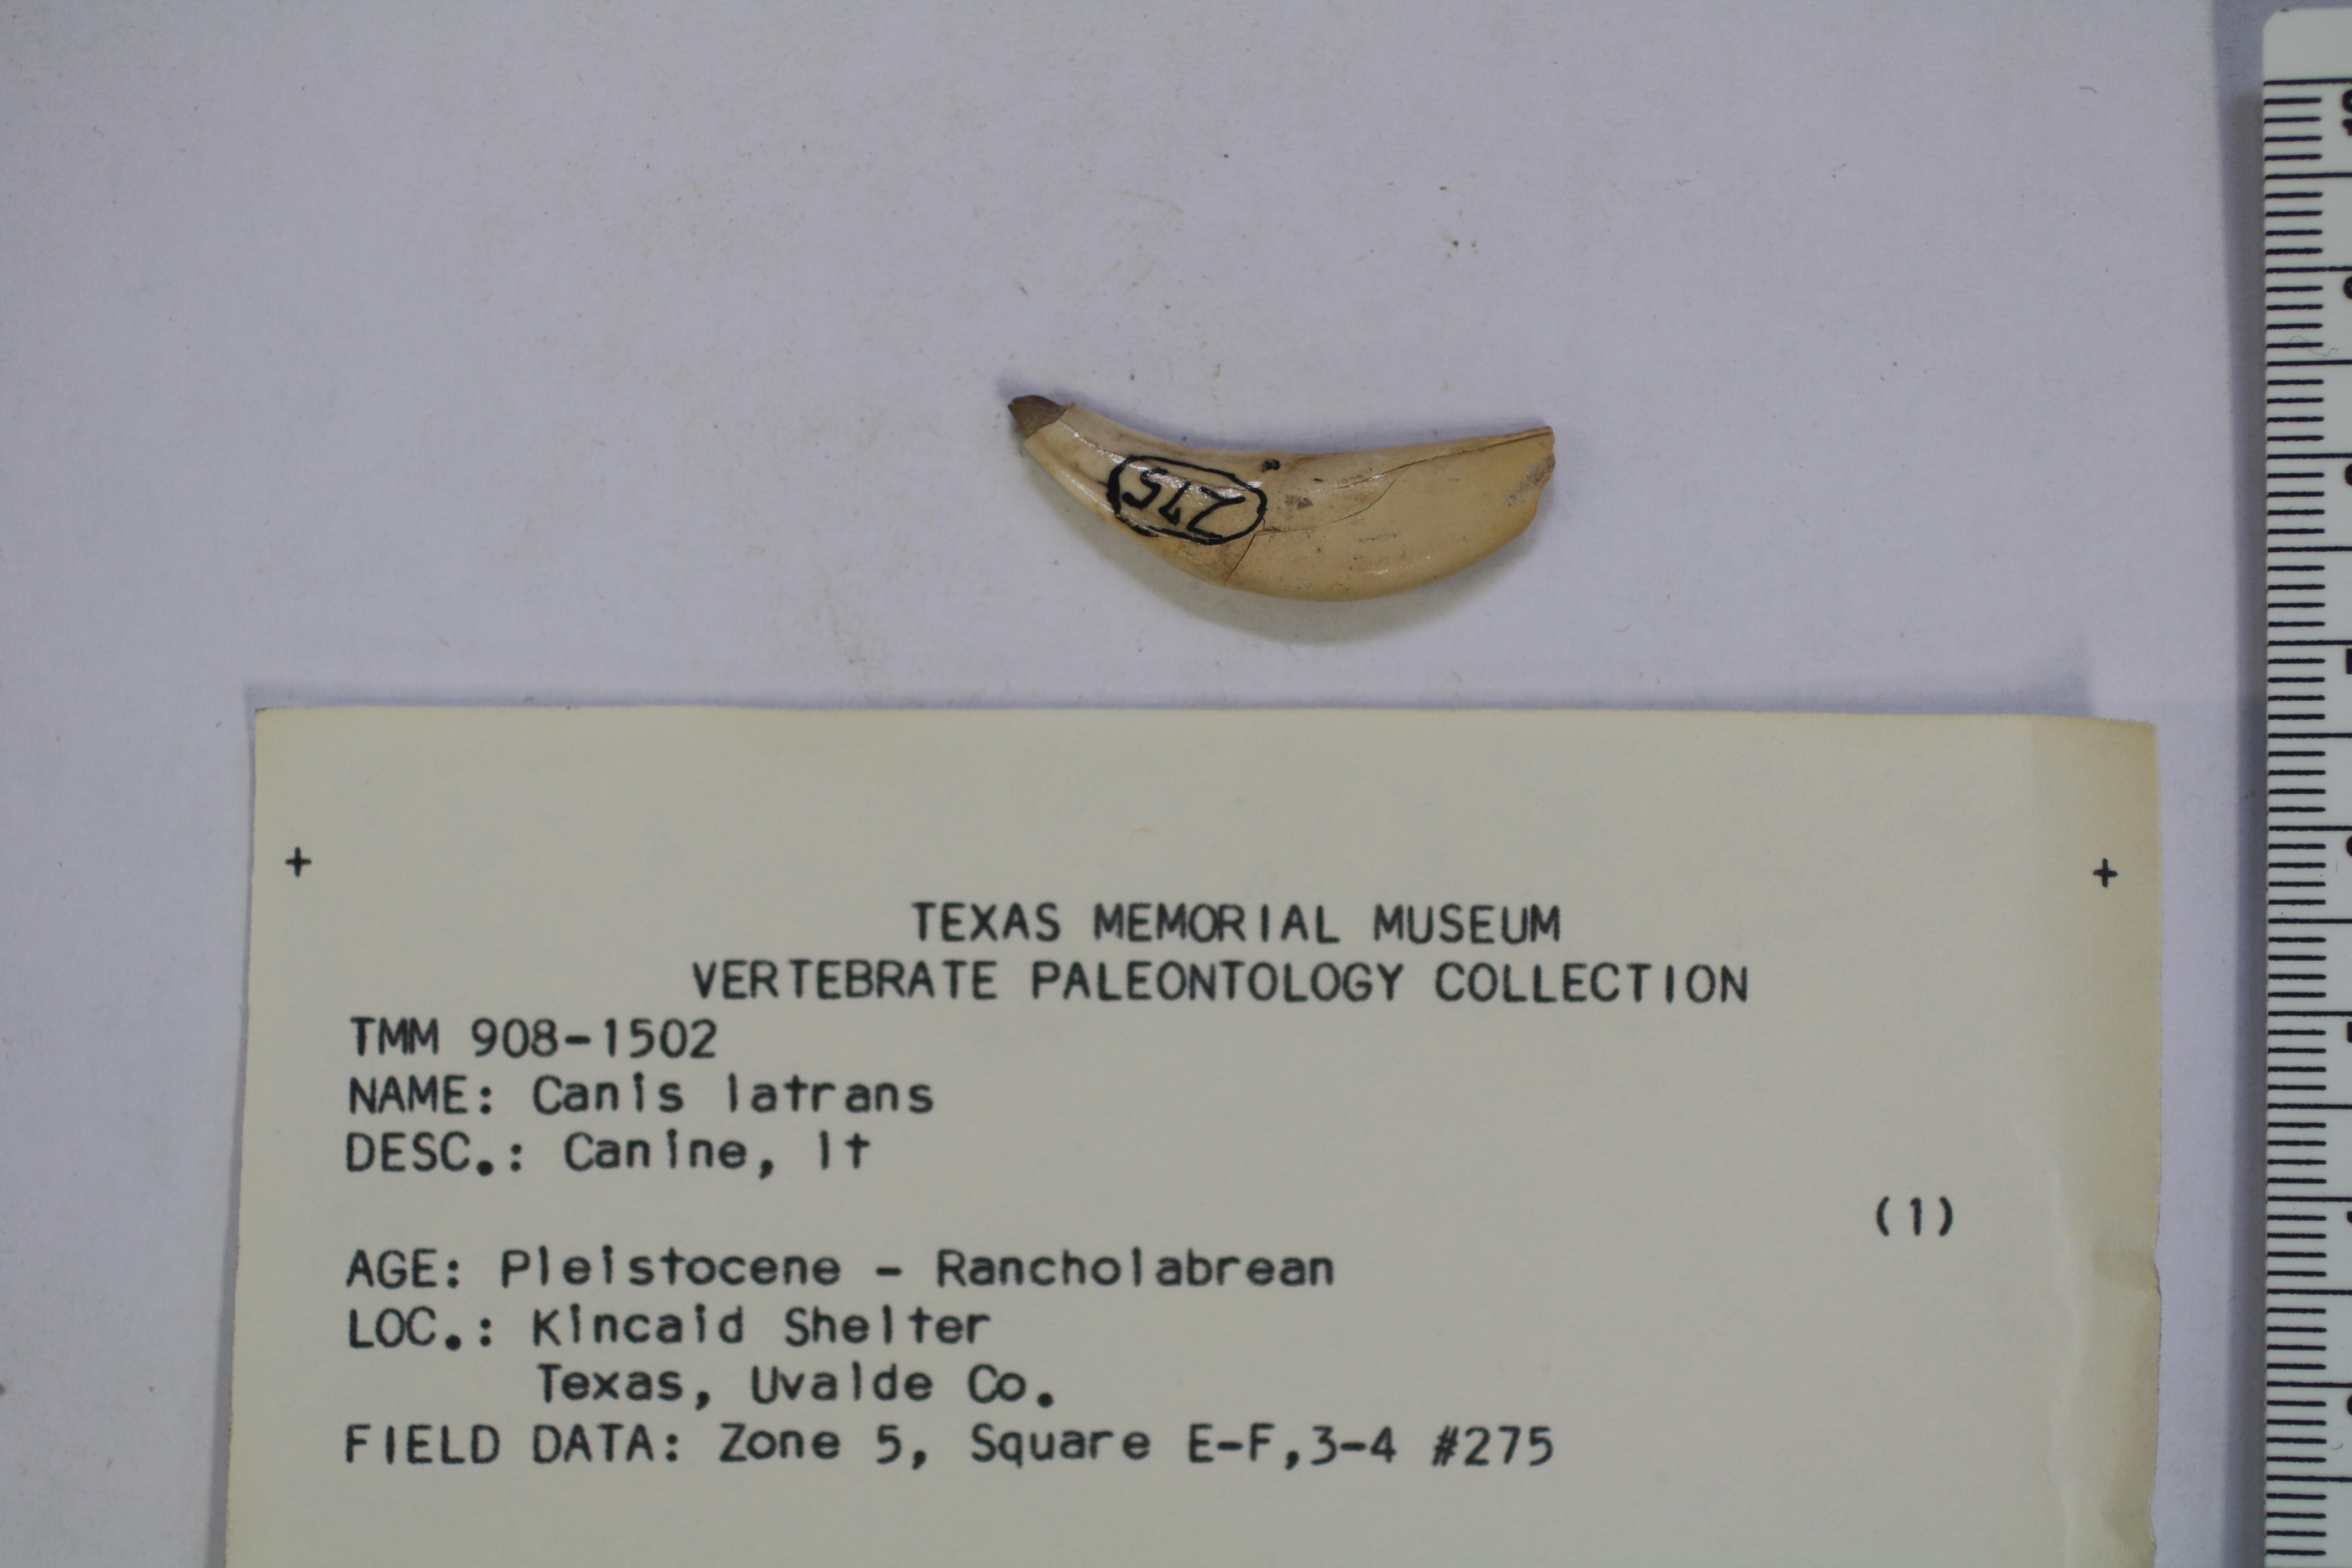 275
+ +
TEXAS MEMORIAL MUSEUM
VERTEBRATE PALEONTOLOGY COLLECTION
TMM 908-1502
NAME: Canis latrans
DESC.: Canine, lt
(1)
AGE: Pleistocene - Rancholabrean
LOC.: Kincaid Shelter
Texas, Uvalde Co.
FIELD DATA: Zone 5, Square E-F,3-4 #275